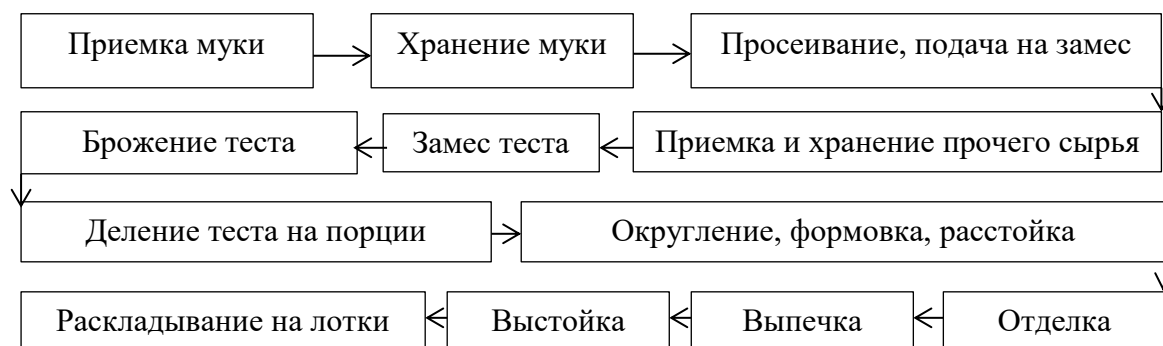 Приемка муки
Хранение муки
Просеивание, подача на замес
Брожение теста
Замес теста
Приемка и хранение прочего сырья
Деление теста на порции
Округление, формовка, расстойка
Раскладывание на лотки
Выстойка
Выпечка
Отделка